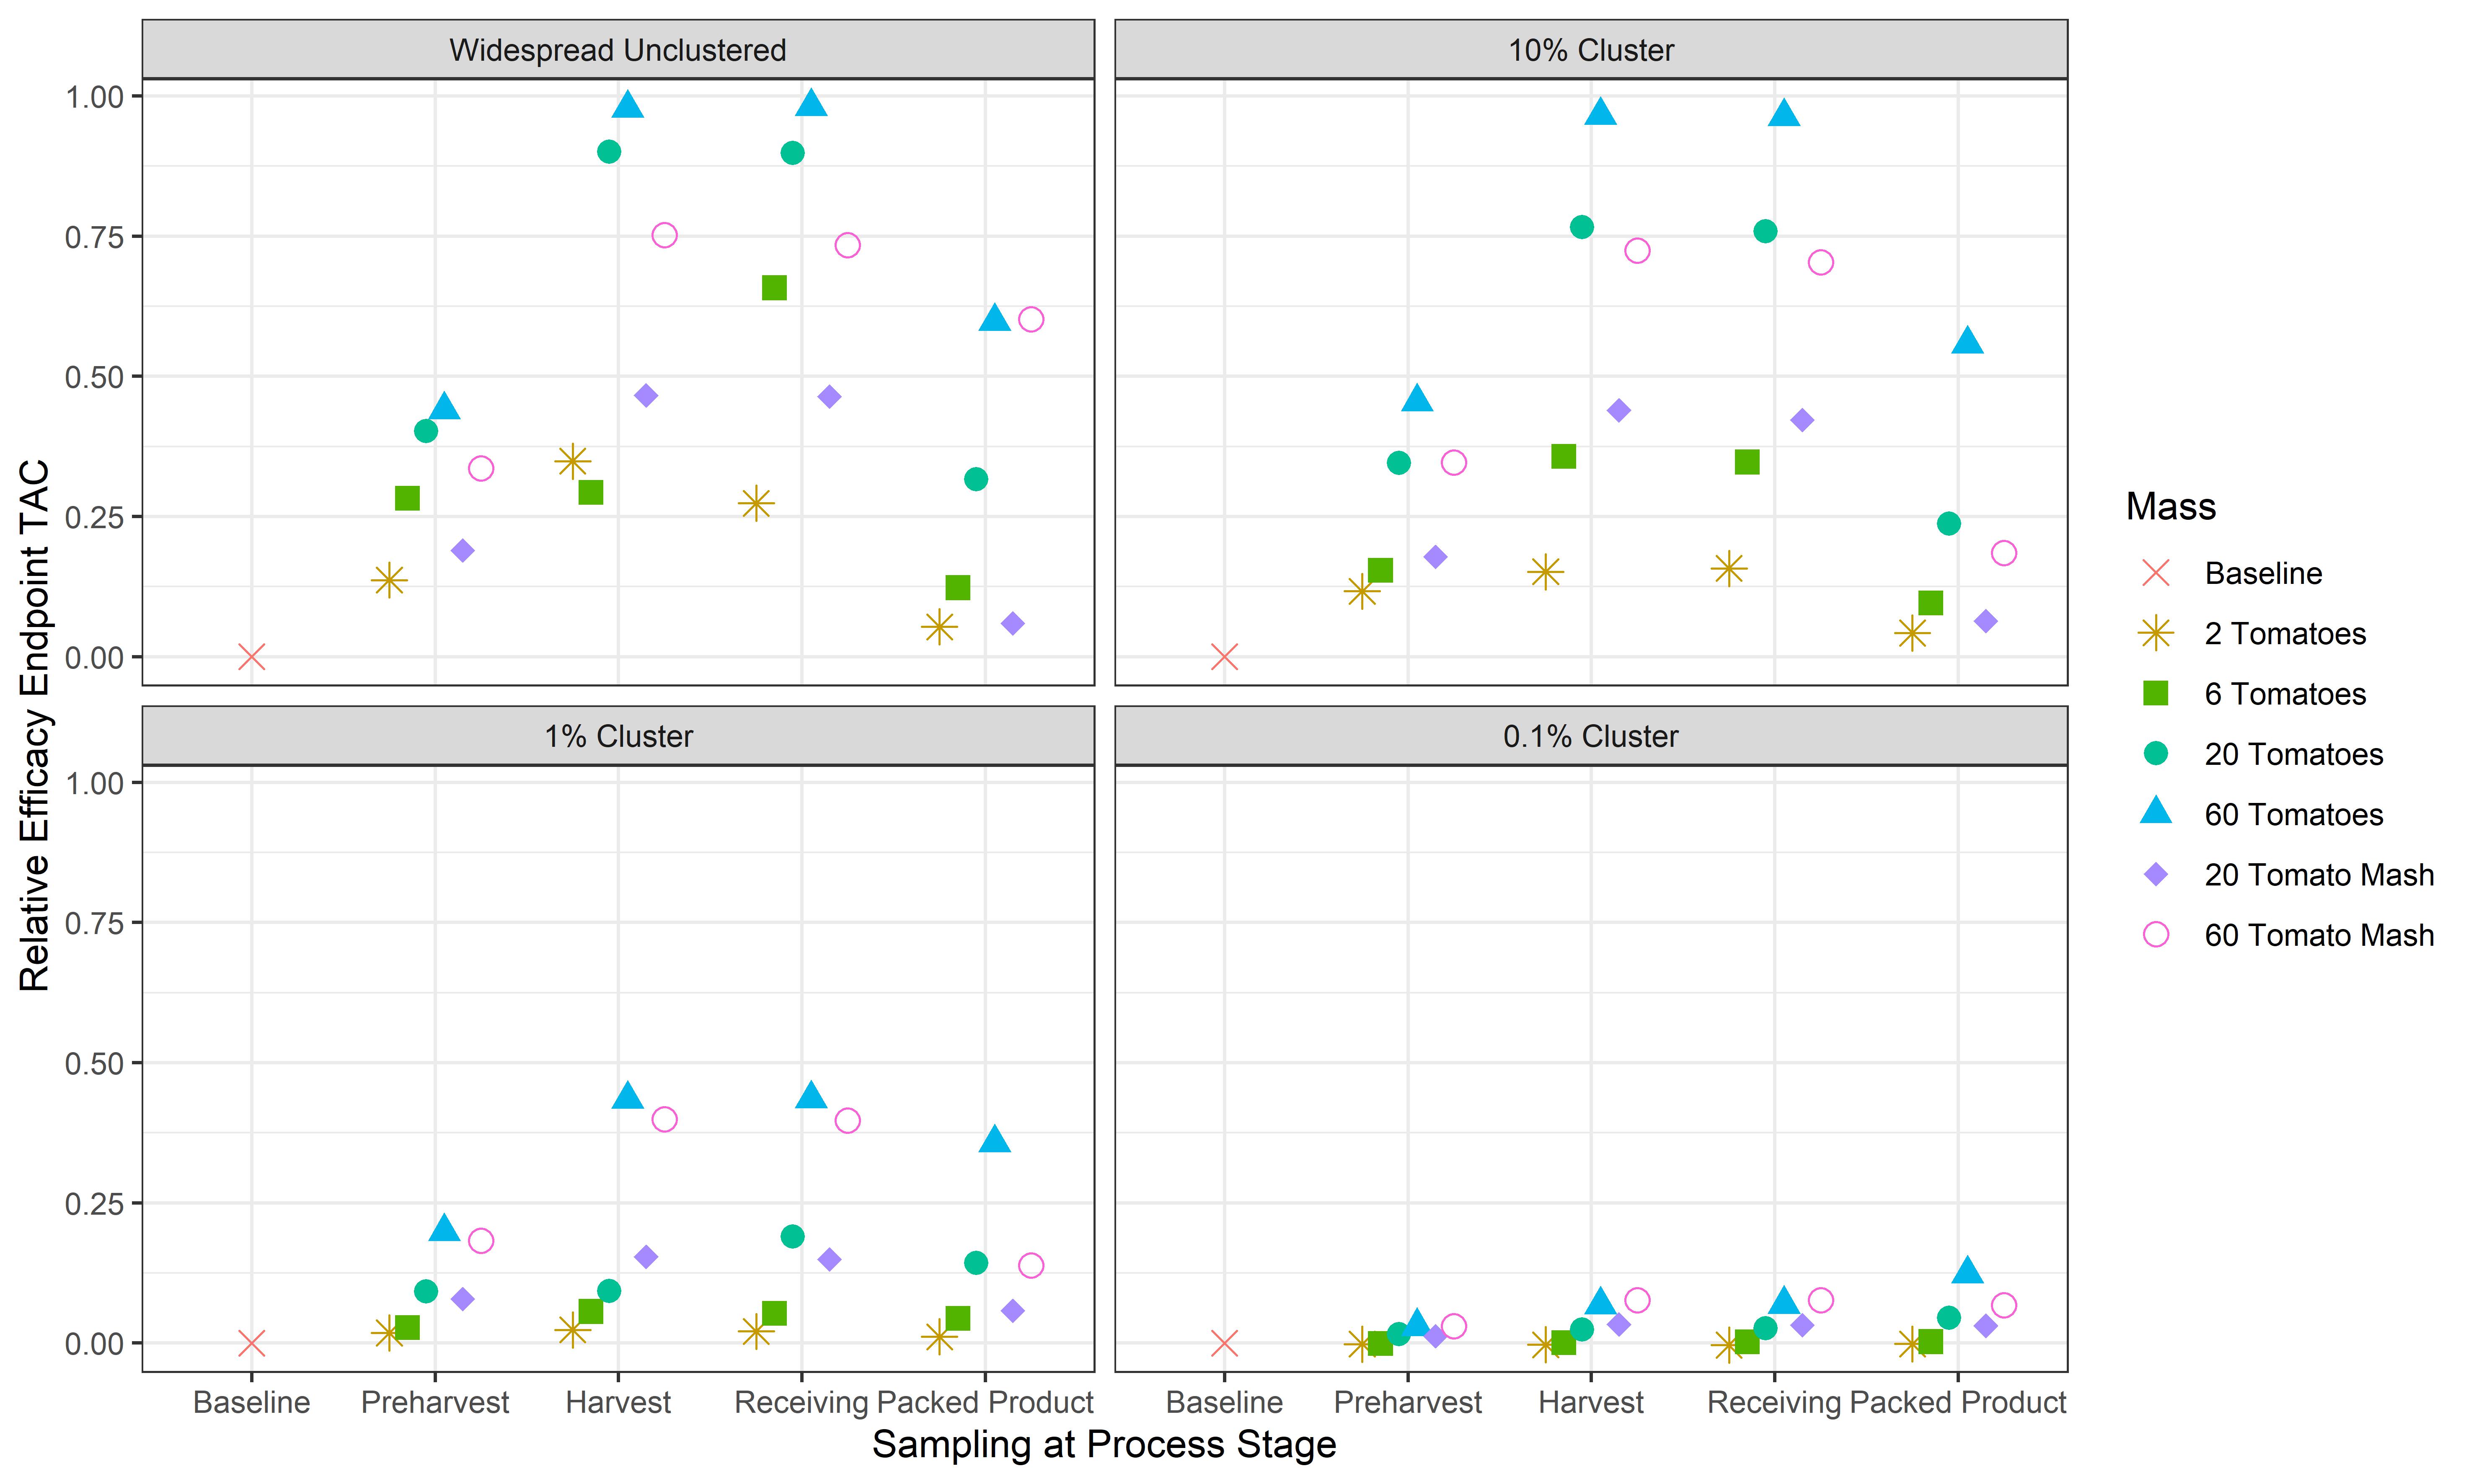 Widespread Unclustered
10% Cluster
1.00
0.75
0.50
0.25
0.00
1% Cluster
0.1% Cluster
1.00
0.75
0.50
0.25
0.00
Baseline Preharvest Harvest Receiving Packed Product
Baseline Preharvest Harvest Receiving Packed Product
Sampling at Process Stage
Relative Efficacy Endpoint TAC
Mass
Baseline
2 Tomatoes
6 Tomatoes
20 Tomatoes
60 Tomatoes
20 Tomato Mash
60 Tomato Mash